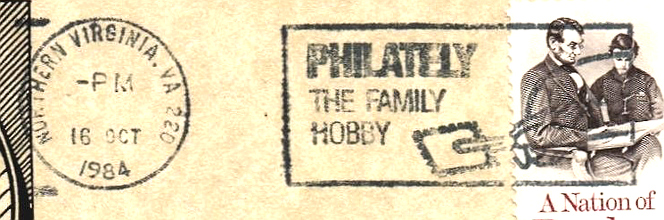 NORTHERN VIRGINIA, VA 220
-PM
16 OCT
1984
PHILATELY
THE FAMILY
HOBBY
A Nation of